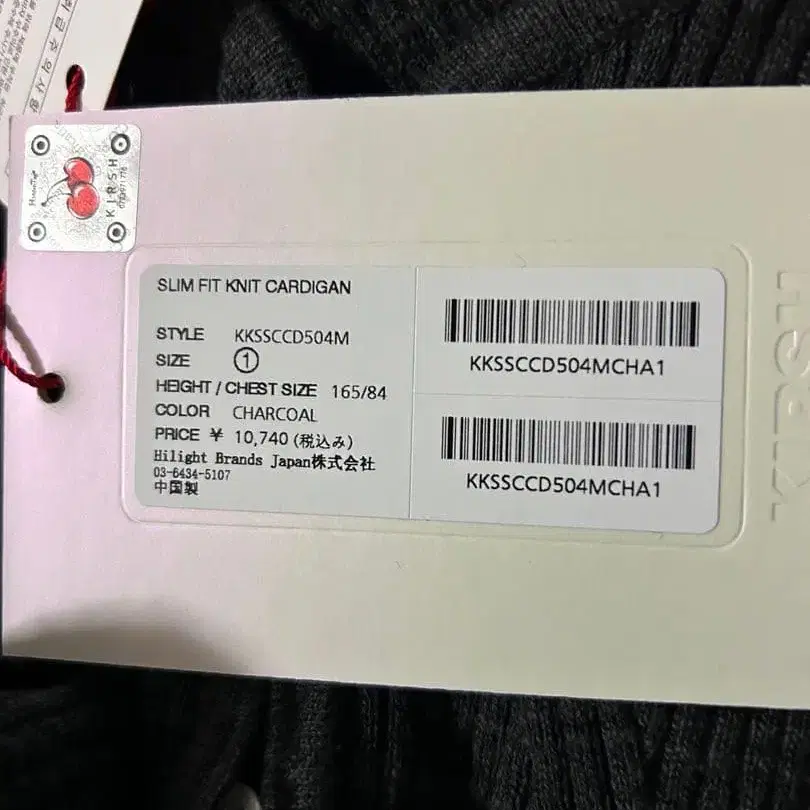 KIRSH
SLIM FIT KNIT CARDIGAN
STYLE KKSSCCD504M
SIZE ①
HEIGHT / CHEST SIZE 165/84
COLOR CHARCOAL
PRICE ¥ 10,740 (税込み)
Hilight Brands Japan株式会社
03-6434-5107
中国製
KKSSCCD504MCHA1
KKSSCCD504MCHA1
KIRSH